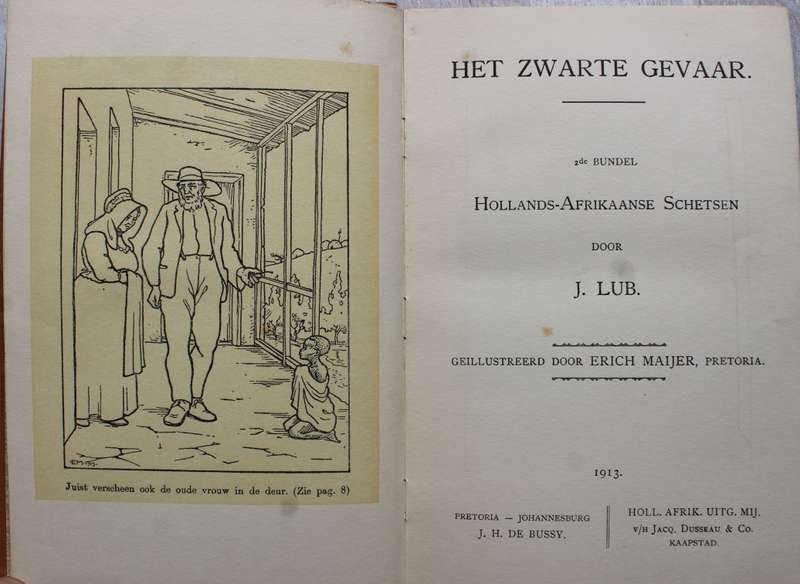 Juist verscheen ook de oude vrouw in de deur. (Zie pag. 8)
HET ZWARTE GEVAAR.
2de BUNDEL
HOLLANDS-AFRIKAANSE SCHETSEN
DOOR
J. LUB.
GEILLUSTREERD DOOR ERICH MAIJER, PRETORIA.
1913.
PRETORIA — JOHANNESBURG
J. H. DE BUSSY.
HOLL. AFRIK. UITG. MIJ.
V/H JACQ. DUSSEAU & Co.
KAAPSTAD.